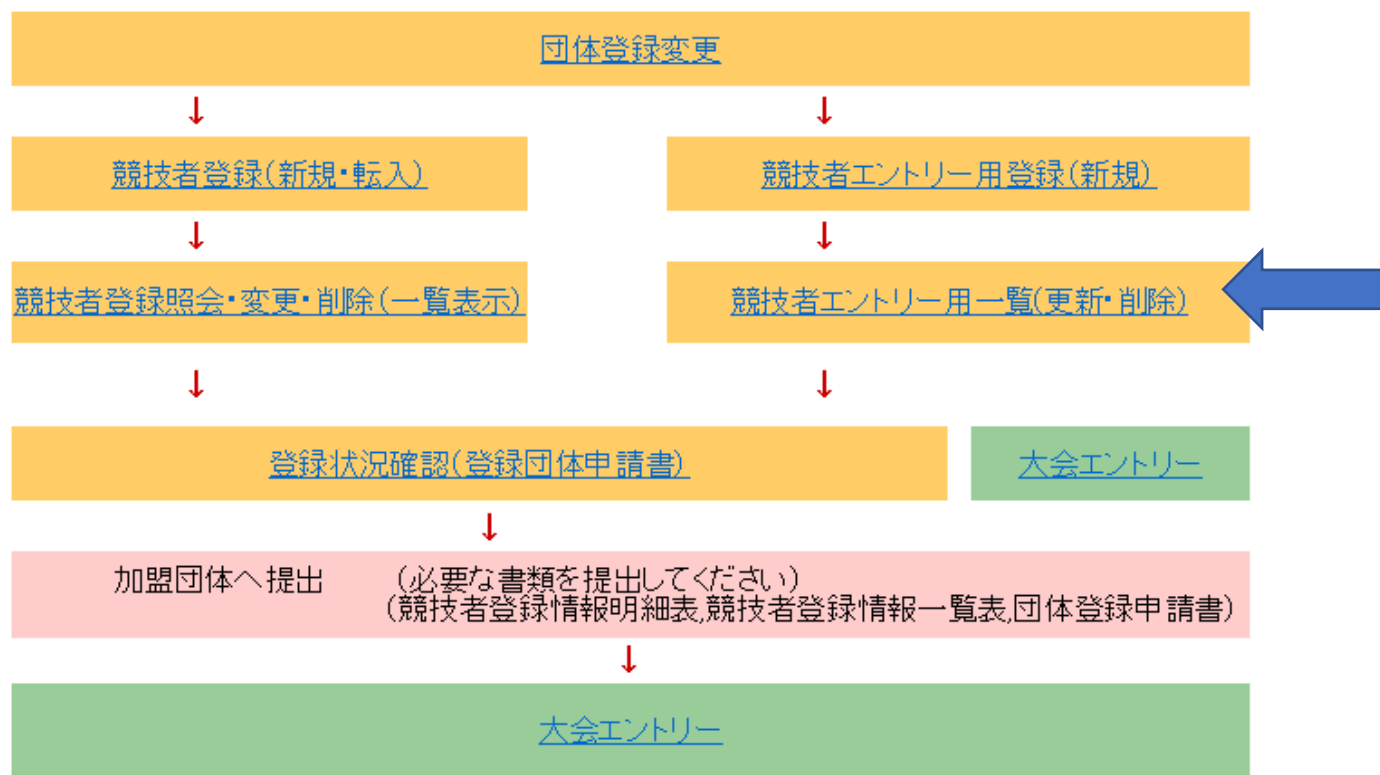 団体登録変更
↓ ↓
競技者登録(新規・転入) 競技者エントリー用登録(新規)
↓ ↓
競技者登録照会・変更・削除(一覧表示) 競技者エントリー用一覧(更新・削除)
↓ ↓
登録状況確認(登録団体申請書) 大会エントリー
↓
加盟団体へ提出 (必要な書類を提出してください)
(競技者登録情報明細表,競技者登録情報一覧表,団体登録申請書)
↓
大会エントリー